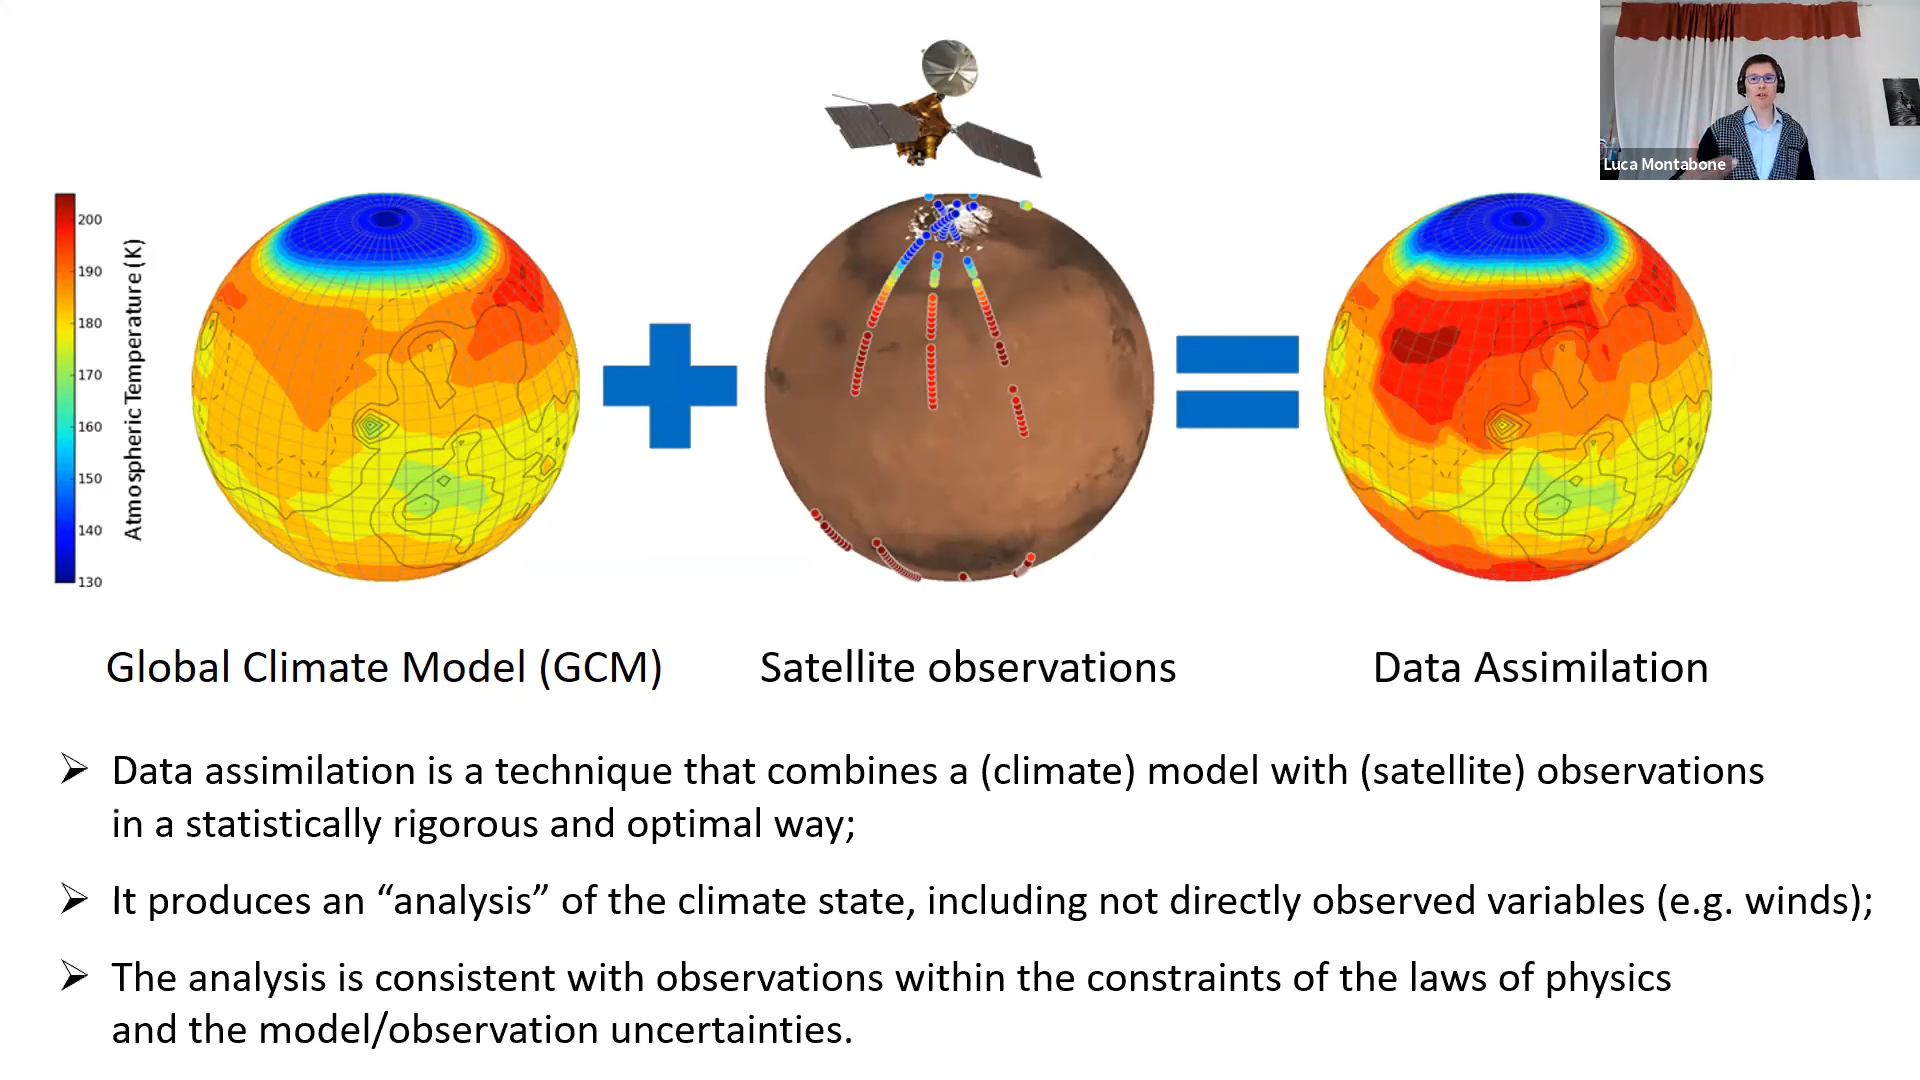 Luca Montabone
200
190
180
170
160
150
140
130
Atmospheric Temperature (K)
Global Climate Model (GCM)
Satellite observations
Data Assimilation
➢ Data assimilation is a technique that combines a (climate) model with (satellite) observations
in a statistically rigorous and optimal way;
➢ It produces an “analysis” of the climate state, including not directly observed variables (e.g. winds);
➢ The analysis is consistent with observations within the constraints of the laws of physics
and the model/observation uncertainties.